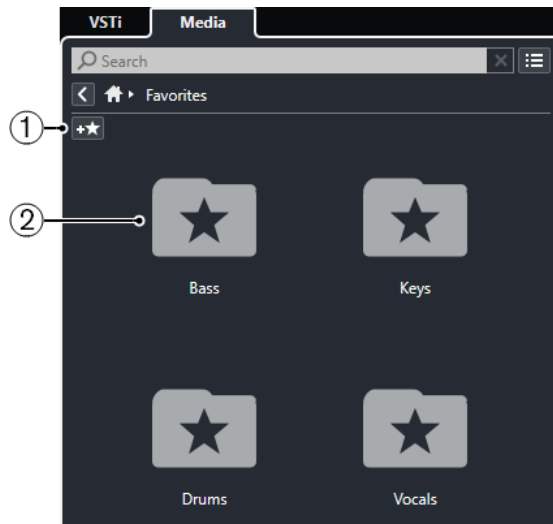 VSTi Media
Search
Favorites
1
2
Bass Keys
Drums Vocals